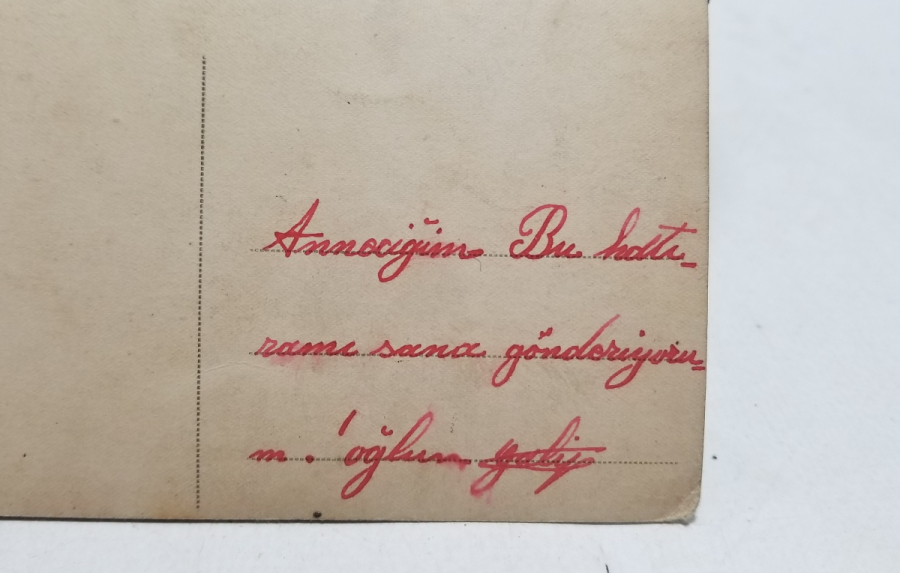 Anneciğim Bu hatı-
ramı sana gönderiyoru-
m. oğlun